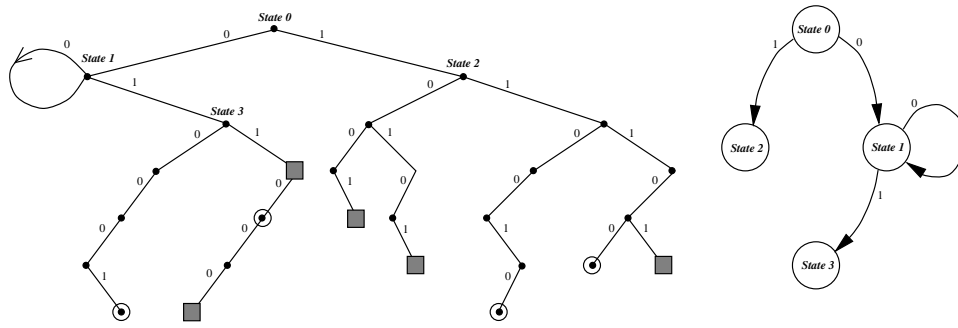 State 0
0 1
0 State 1 State 2
1 0 1
State 3
0 1 0 1 0 1
0 0 1 0 0 0
0 0 1 1 0 1
1 0 0
State 0
1 0
0
State 2 State 1
1
State 3